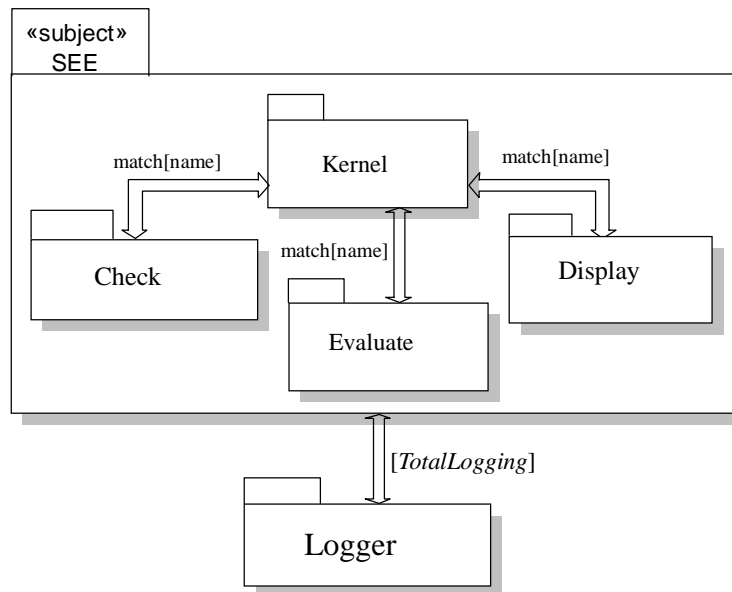 «subject»
SEE
Kernel
match[name]
match[name]
match[name]
Check
Display
Evaluate
[TotalLogging]
Logger